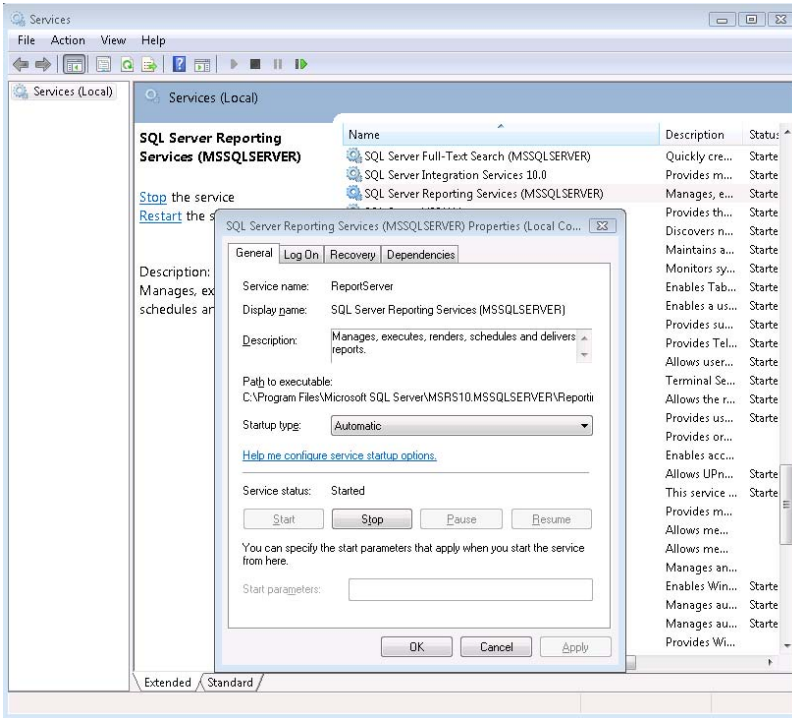 Services
File Action View Help
Services (Local)
Services (Local)
SQL Server Reporting
Services (MSSQLSERVER)
Stop the service
Restart the s
Description:
Manages, ex
schedules an
Name Description Status
SQL Server Full-Text Search (MSSQLSERVER) Quickly cre... Starte
SQL Server Integration Services 10.0 Provides m... Starte
SQL Server Reporting Services (MSSQLSERVER) Manages, e... Starte
Provides th... Starte
Discovers n... Starte
Maintains a... Starte
Monitors sy... Starte
Enables Tab... Starte
Enables a us... Starte
Provides su... Starte
Provides Tel... Starte
Allows user... Starte
Terminal Se... Starte
Allows the r... Starte
Provides us... Starte
Provides or...
Enables acc...
Allows UPn... Starte
This service ... Starte
Provides m...
Allows me...
Allows me...
Manages an...
Enables Win... Starte
Manages au... Starte
Manages au... Starte
Provides Wi...
SQL Server Reporting Services (MSSQLSERVER) Properties (Local Co...
General Log On Recovery Dependencies
Service name: ReportServer
Display name: SQL Server Reporting Services (MSSQLSERVER)
Description: Manages, executes, renders, schedules and delivers
reports.
Path to executable:
C:\Program Files\Microsoft SQL Server\MSRS10.MSSQLSERVER\Reportin
Startup type: Automatic
Help me configure service startup options.
Service status: Started
Start Stop Pause Resume
You can specify the start parameters that apply when you start the service
from here.
Start parameters:
OK Cancel Apply
Extended Standard